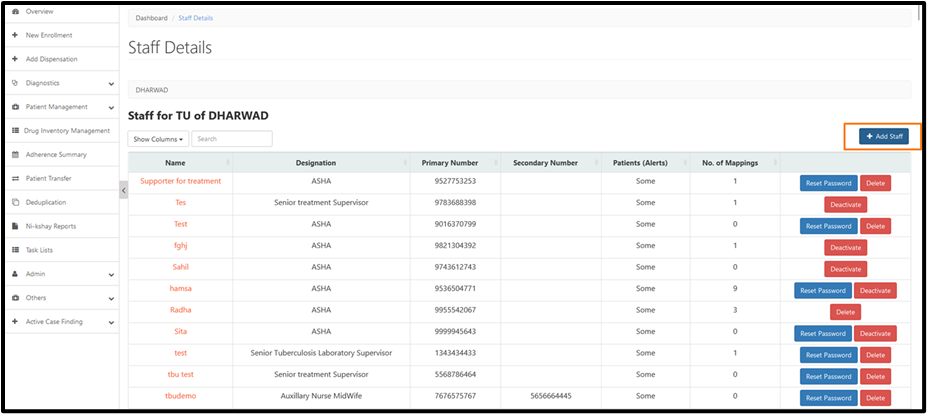 Overview
New Enrollment
Add Dispensation
Diagnostics
Patient Management
Drug Inventory Management
Adherence Summary
Patient Transfer
Deduplication
Ni-kshay Reports
Task Lists
Admin
Others
Active Case Finding
Dashboard / Staff Details
Staff Details
DHARWAD
Staff for TU of DHARWAD
Show Columns Search + Add Staff
Name Designation Primary Number Secondary Number Patients (Alerts) No. of Mappings
Supporter for treatment ASHA 9527753253 Some 1 Reset Password Delete
Tes Senior treatment Supervisor 9783688398 Some 1 Deactivate
Test ASHA 9016370799 Some 0 Reset Password Delete
fghj ASHA 9821304392 Some 1 Deactivate
Sahil ASHA 9743612743 Some 0 Deactivate
hamsa ASHA 9536504771 Some 9 Reset Password Deactivate
Radha ASHA 9955542067 Some 3 Delete
Sita ASHA 9999945643 Some 0 Reset Password Deactivate
test Senior Tuberculosis Laboratory Supervisor 1343434433 Some 1 Reset Password Delete
tbu test Senior treatment Supervisor 5568786464 Some 0 Reset Password Delete
tbudemo Auxillary Nurse MidWife 7676575767 5656664445 Some 0 Reset Password Delete